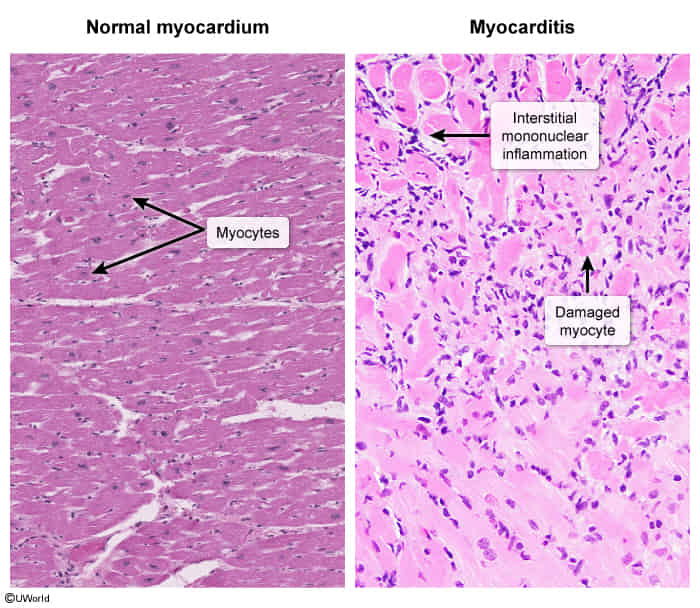 Normal myocardium
Myocarditis
Interstitial
mononuclear
inflammation
Myocytes
Damaged
myocyte
©UWorld